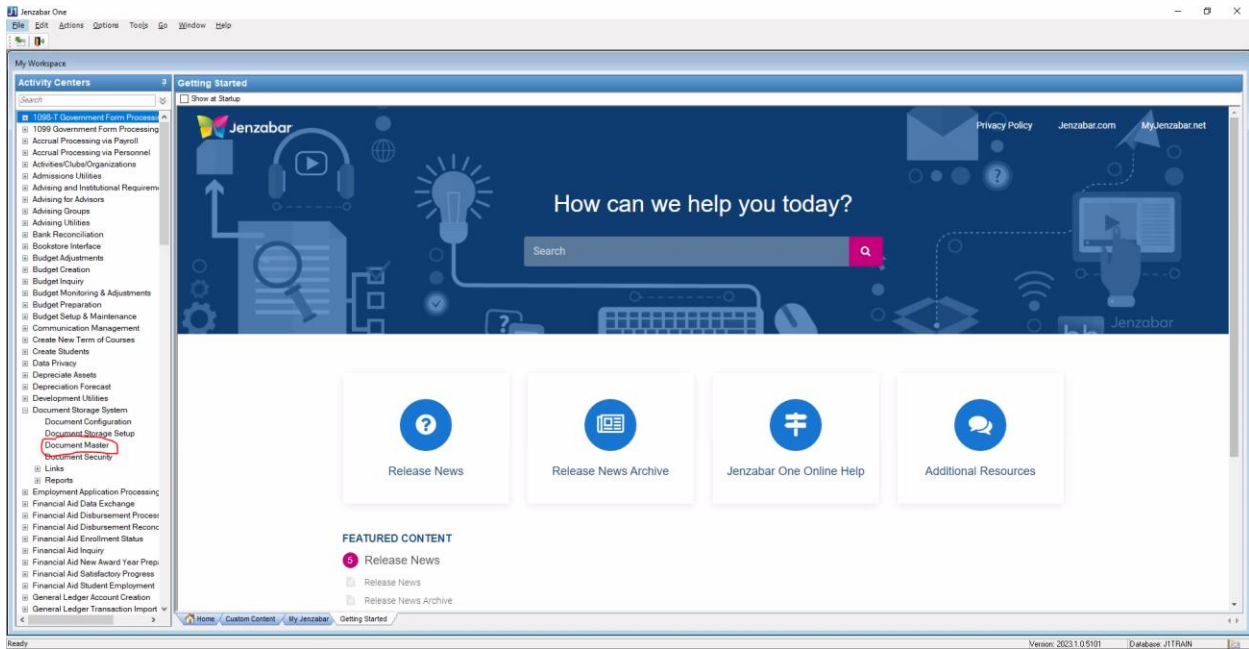 Jenzabar One
File Edit Actions Options Tools Go Window Help
My Workspace
Activity Centers
Getting Started
Search
Show at Startup
1098-T Government Form Processi
1099 Government Form Processing
Accrual Processing via Payroll
Accrual Processing via Personnel
Activities/Clubs/Organizations
Admissions Utilities
Advising and Institutional Requireme
Advising for Advisors
Advising Groups
Advising Utilities
Bank Reconciliation
Bookstore Interface
Budget Adjustments
Budget Creation
Budget Inquiry
Budget Monitoring & Adjustments
Budget Preparation
Budget Setup & Maintenance
Communication Management
Create New Term of Courses
Create Students
Data Privacy
Depreciate Assets
Depreciation Forecast
Development Utilities
Document Storage System
Document Configuration
Document Storage Setup
Document Master
Document Security
Links
Reports
Employment Application Processing
Financial Aid Data Exchange
Financial Aid Disbursement Process
Financial Aid Disbursement Reconc
Financial Aid Enrollment Status
Financial Aid Inquiry
Financial Aid New Award Year Prepa
Financial Aid Satisfactory Progress
Financial Aid Student Employment
General Ledger Account Creation
General Ledger Transaction Import
Jenzabar
Privacy Policy Jenzabar.com MyJenzabar.net
How can we help you today?
Search
Jenzabar
Release News
Release News Archive
Jenzabar One Online Help
Additional Resources
FEATURED CONTENT
5 Release News
Release News
Release News Archive
Home Custom Content My Jenzabar Getting Started
Ready
Version: 2023.1.0.5101 Database: J1TRAIN